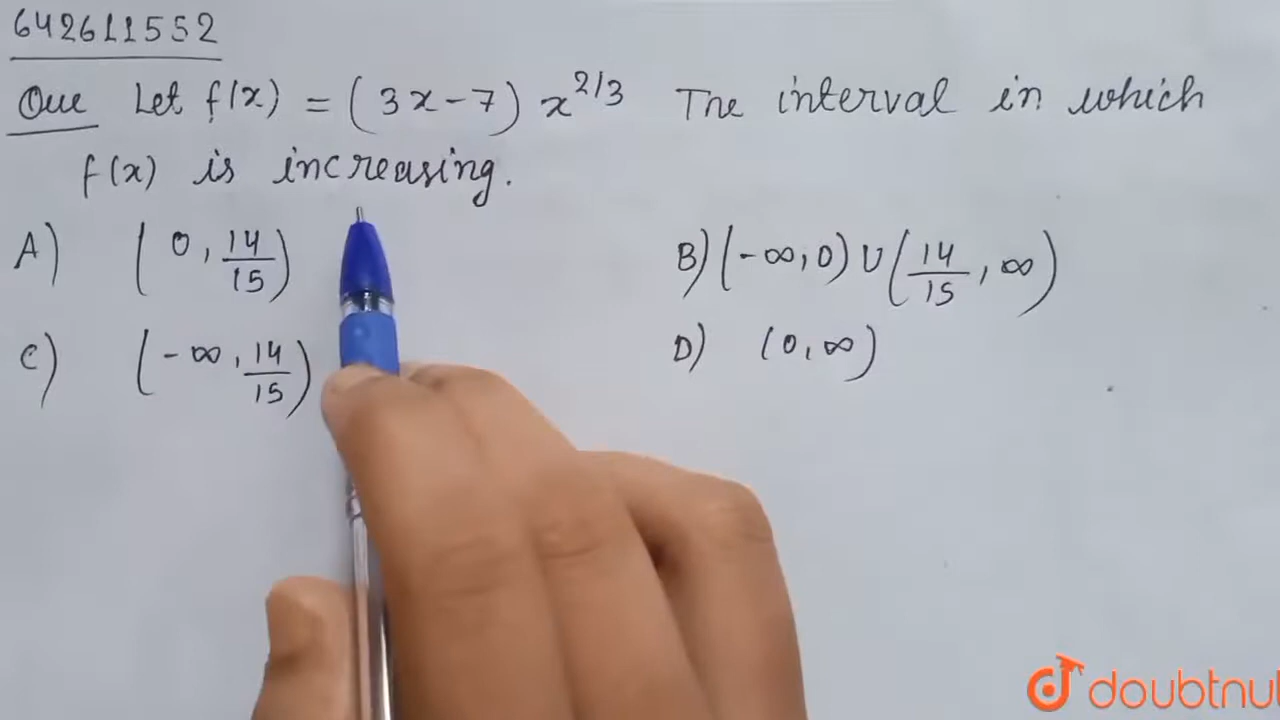 642611552
Que Let f(x) = (3x-7) x^2/3 The interval in which
f(x) is increasing.
A) (0, 14/15) B) (-∞, 0) ∪ (14/15, ∞)
C) (-∞, 14/15) D) (0, ∞)
doubtnut